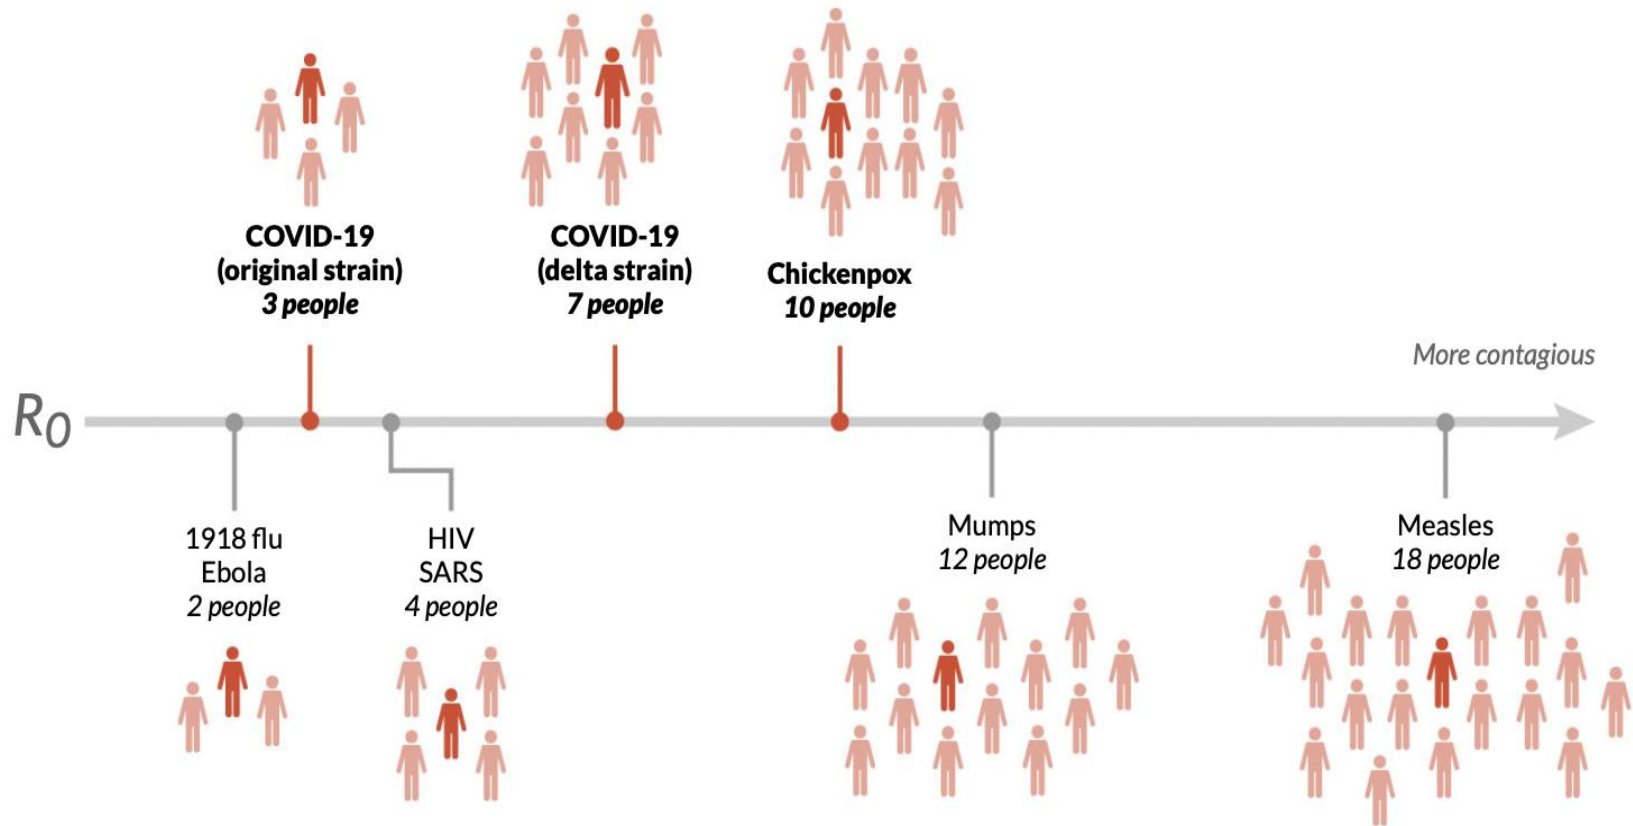 COVID-19
(original strain)
3 people
COVID-19
(delta strain)
7 people
Chickenpox
10 people
More contagious
R0
1918 flu
Ebola
2 people
HIV
SARS
4 people
Mumps
12 people
Measles
18 people